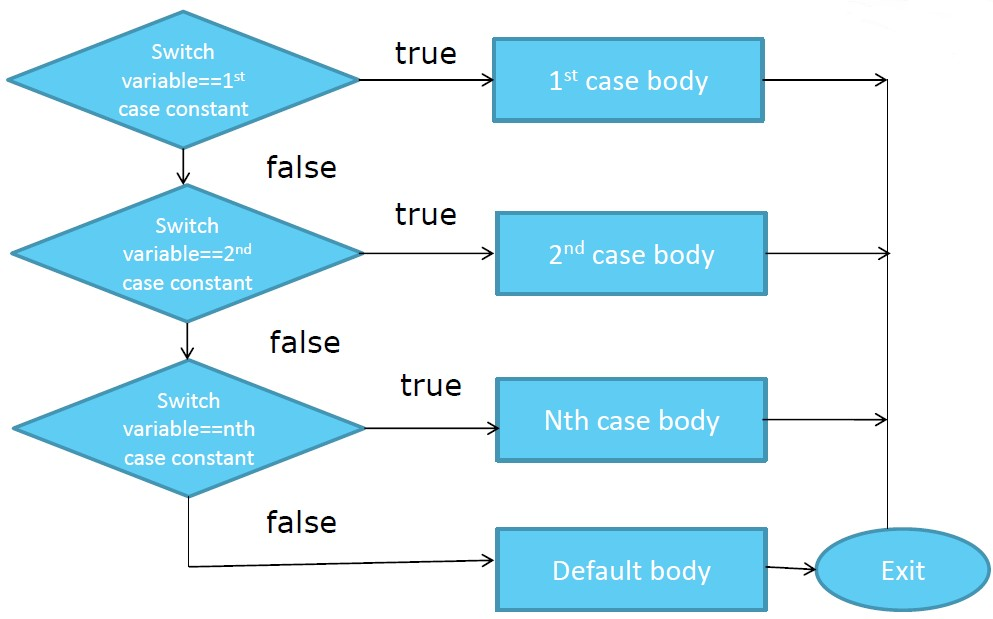 Switch
variable==1st
case constant
true
1st case body
false
Switch
variable==2nd
case constant
true
2nd case body
false
Switch
variable==nth
case constant
true
Nth case body
false
Default body
Exit